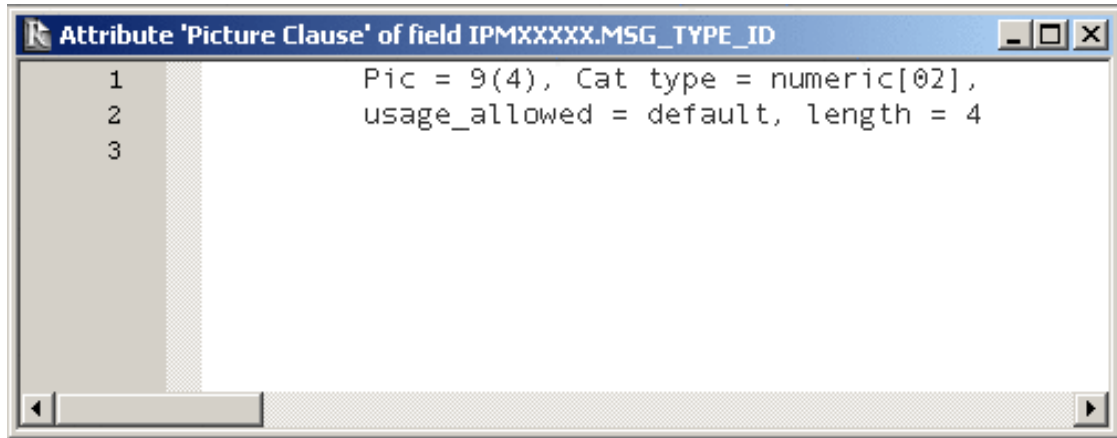 Attribute 'Picture Clause' of field IPMXXXXX.MSG_TYPE_ID
1 Pic = 9(4), Cat type = numeric[02],
2 usage_allowed = default, length = 4
3